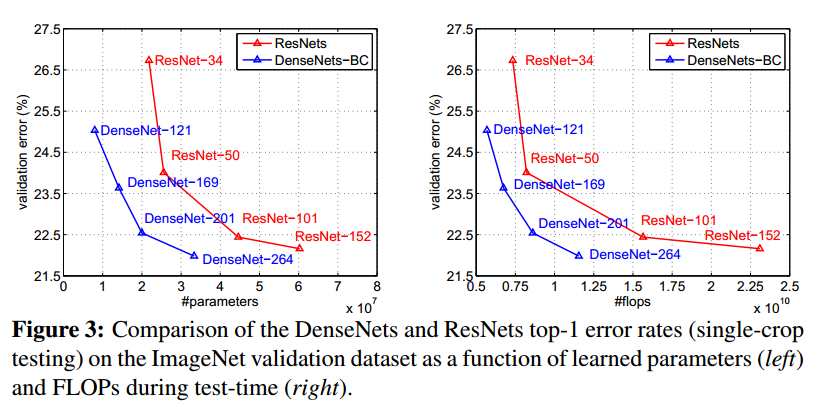 27.5
26.5
25.5
24.5
23.5
22.5
21.5
validation error (%)
ResNets
DenseNets−BC
ResNet−34
DenseNet−121
ResNet−50
DenseNet−169
DenseNet−201
ResNet−101
ResNet−152
DenseNet−264
0 1 2 3 4 5 6 7 8
#parameters
x 10^7
27.5
26.5
25.5
24.5
23.5
22.5
21.5
validation error (%)
ResNets
DenseNets−BC
ResNet−34
DenseNet−121
ResNet−50
DenseNet−169
DenseNet−201
ResNet−101
ResNet−152
DenseNet−264
0.5 0.75 1 1.25 1.5 1.75 2 2.25 2.5
#flops
x 10^10
Figure 3: Comparison of the DenseNets and ResNets top-1 error rates (single-crop
testing) on the ImageNet validation dataset as a function of learned parameters (left)
and FLOPs during test-time (right).